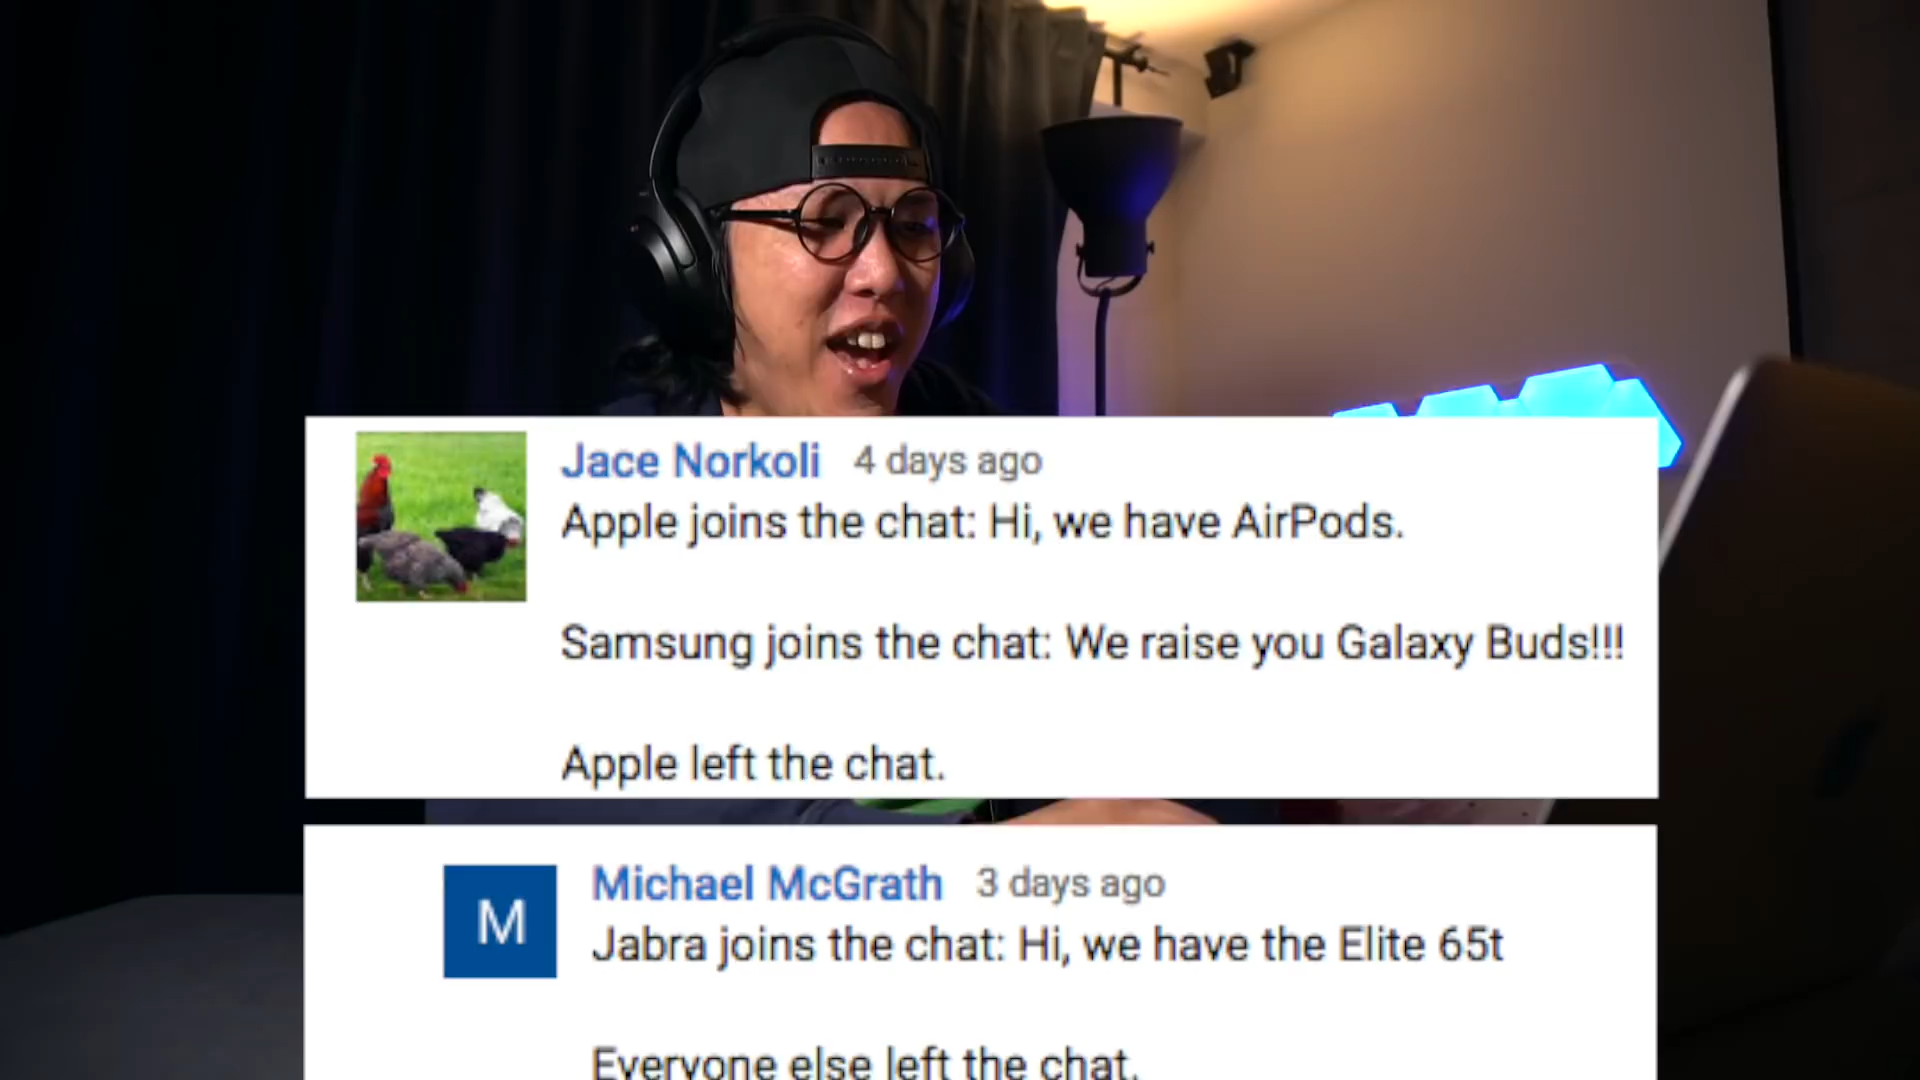 Jace Norkoli 4 days ago
Apple joins the chat: Hi, we have AirPods.
Samsung joins the chat: We raise you Galaxy Buds!!!
Apple left the chat.
M
Michael McGrath 3 days ago
Jabra joins the chat: Hi, we have the Elite 65t
Everyone else left the chat.